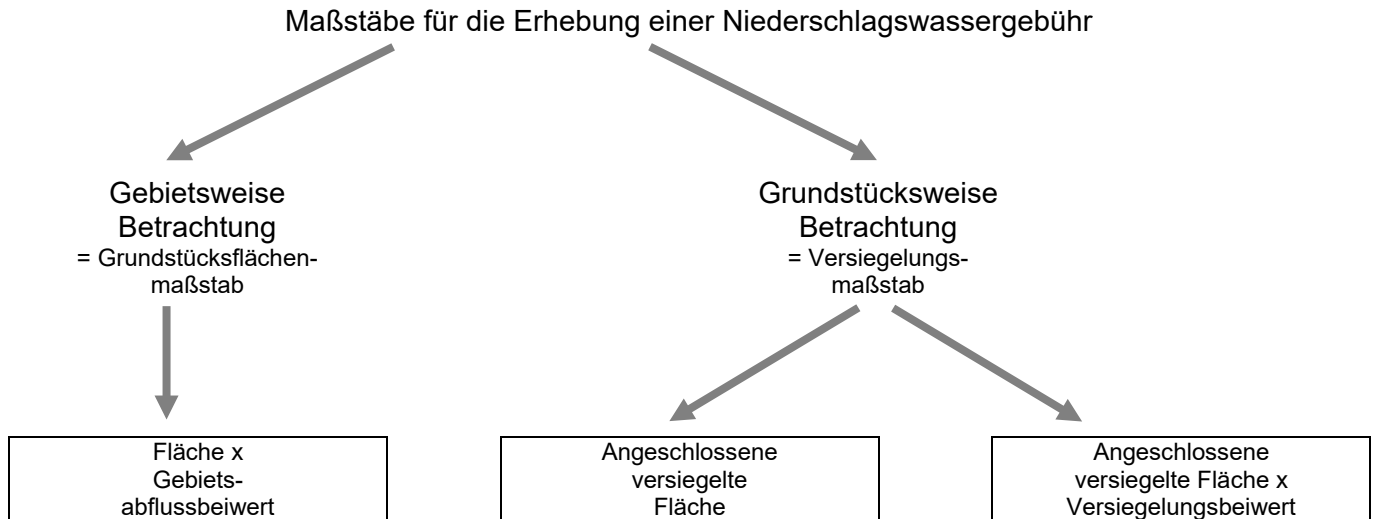 Maßstäbe für die Erhebung einer Niederschlagswassergebühr
Gebietsweise
Betrachtung
= Grundstücksflächen-
maßstab
Grundstücksweise
Betrachtung
= Versiegelungs-
maßstab
Fläche x
Gebiets-
abflussbeiwert
Angeschlossene
versiegelte
Fläche
Angeschlossene
versiegelte Fläche x
Versiegelungsbeiwert